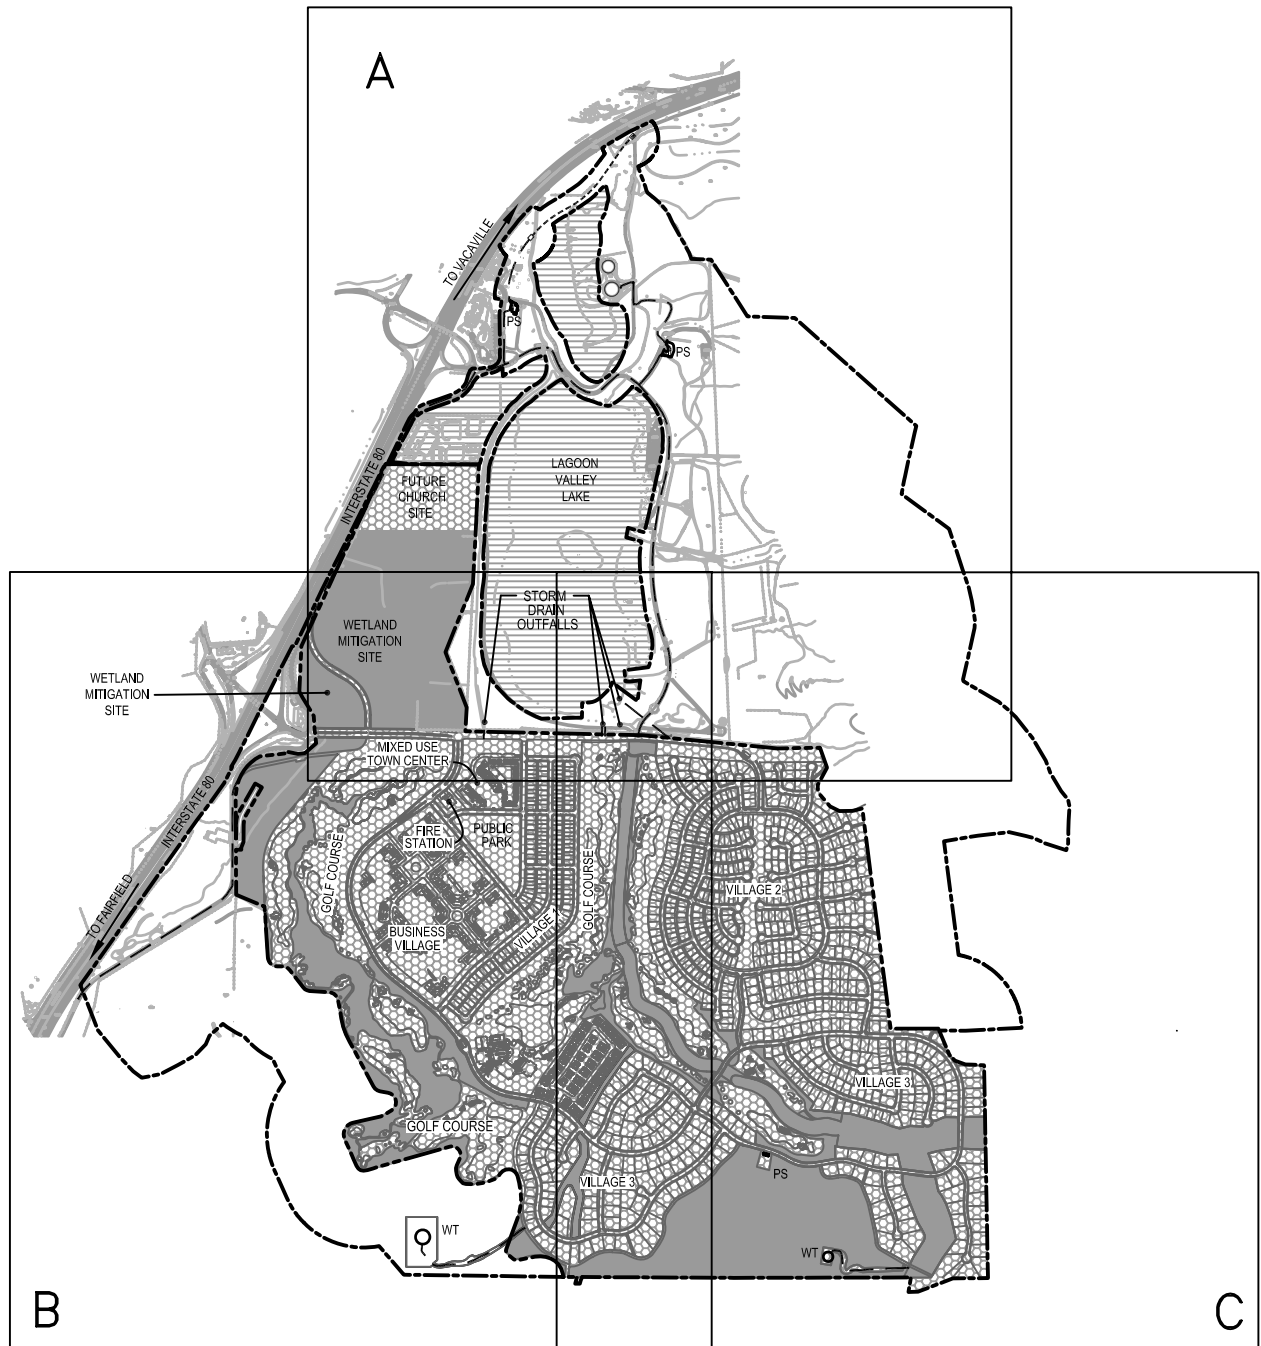 A
TO VACAVILLE
PS
PS
INTERSTATE 80
LAGOON
VALLEY
LAKE
FUTURE
CHURCH
SITE
STORM
DRAIN
OUTFALLS
WETLAND
MITIGATION
SITE
WETLAND
MITIGATION
SITE
MIXED USE
TOWN CENTER
INTERSTATE 80
FIRE
STATION
PUBLIC
PARK
GOLF COURSE
GOLF COURSE
VILLAGE 2
TO FAIRFIELD
VILLAGE 1
BUSINESS
VILLAGE
VILLAGE 3
GOLF COURSE
PS
VILLAGE 3
WT
WT
B
C